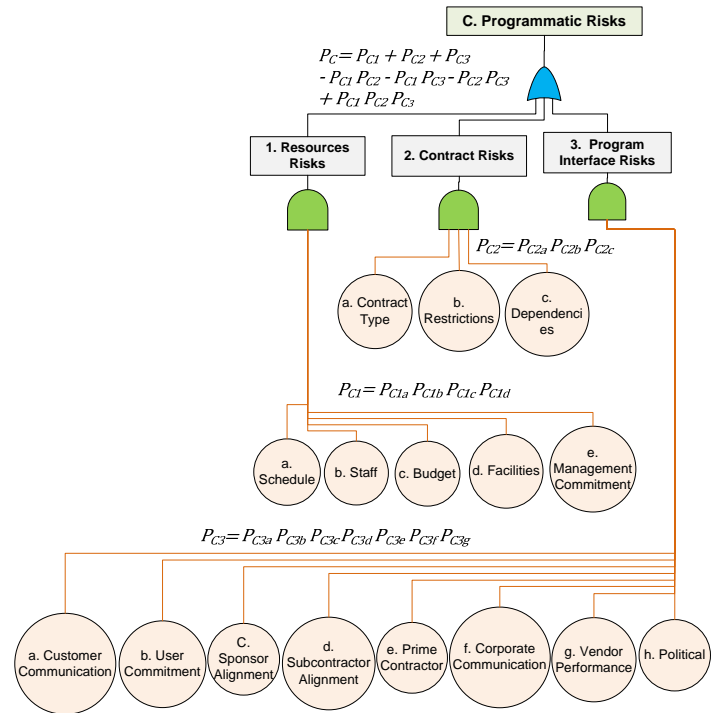 C. Programmatic Risks
P_C = P_C1 + P_C2 + P_C3
- P_C1 P_C2 - P_C1 P_C3 - P_C2 P_C3
+ P_C1 P_C2 P_C3
1. Resources
Risks
2. Contract Risks
3. Program
Interface Risks
P_C2 = P_C2a P_C2b P_C2c
a. Contract
Type
b.
Restrictions
c.
Dependenci
es
P_C1 = P_C1a P_C1b P_C1c P_C1d
a.
Schedule
b. Staff
c. Budget
d. Facilities
e.
Management
Commitment
P_C3 = P_C3a P_C3b P_C3c P_C3d P_C3e P_C3f P_C3g
a. Customer
Communication
b. User
Commitment
C.
Sponsor
Alignment
d.
Subcontractor
Alignment
e. Prime
Contractor
f. Corporate
Communication
g. Vendor
Performance
h. Political